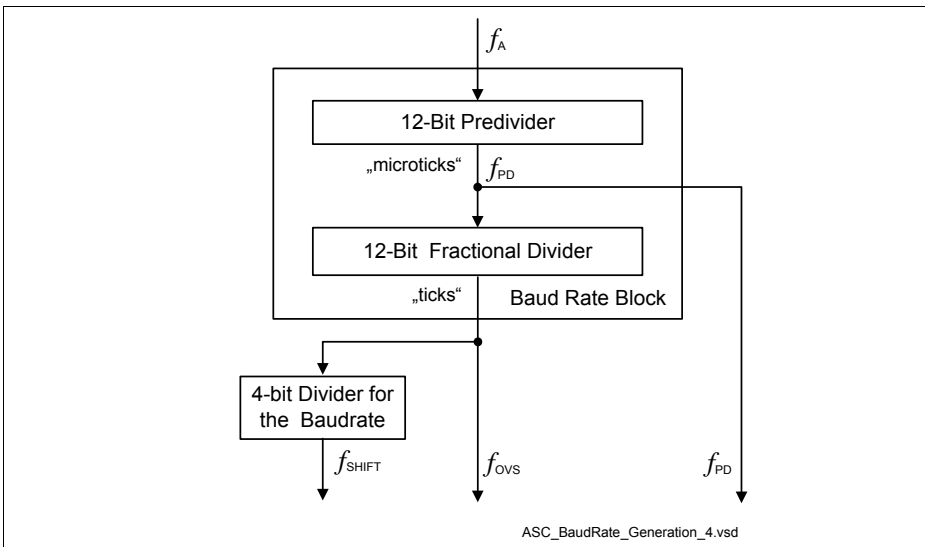 fA
12-Bit Predivider
„microticks“ fPD
12-Bit Fractional Divider
„ticks“
Baud Rate Block
4-bit Divider for
the Baudrate
fSHIFT
fOVS
fPD
ASC_BaudRate_Generation_4.vsd